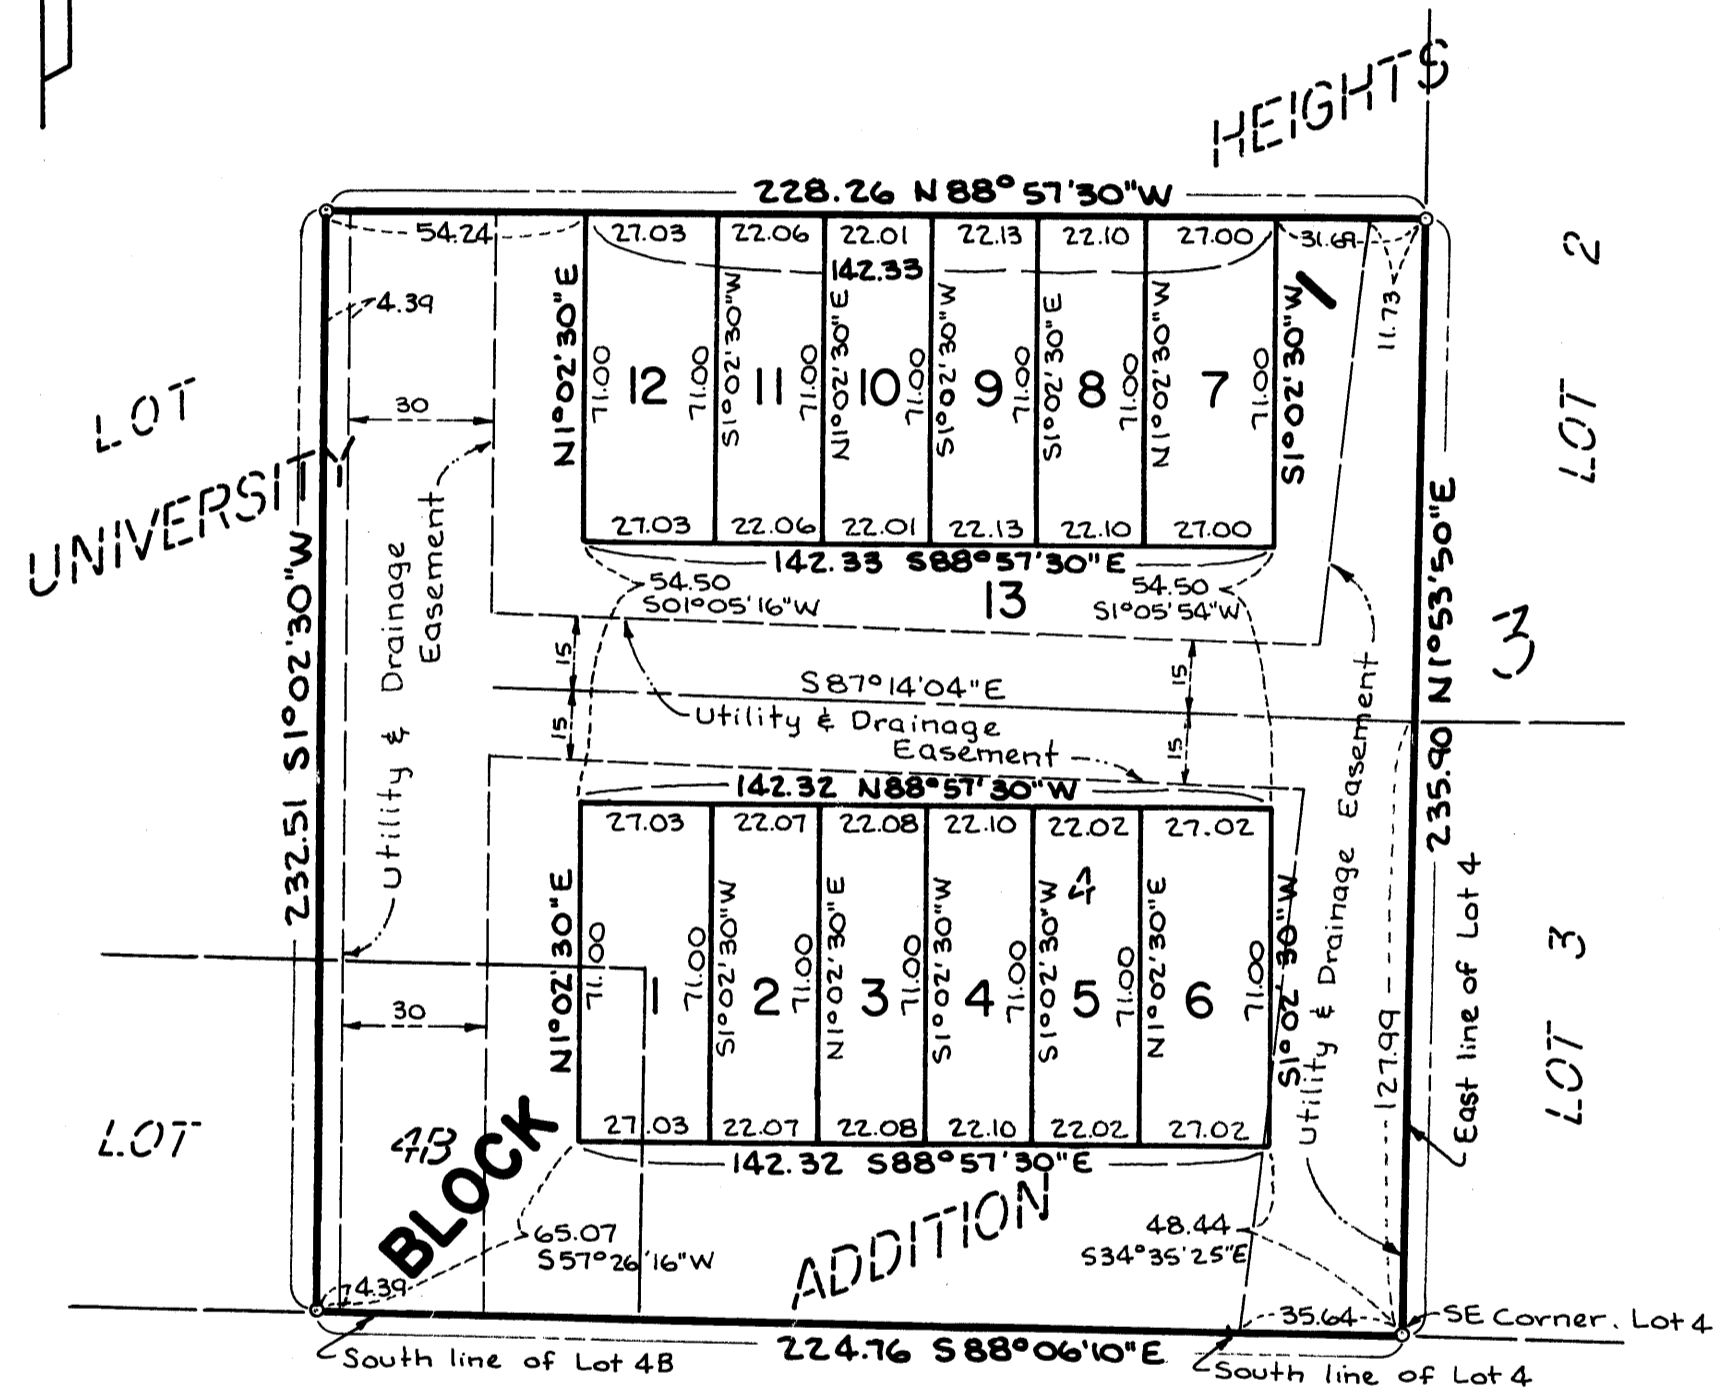 HEIGHTS
228.26 N88°57'30"W
54.24
27.03
22.06
22.01
22.13
22.10
27.00
31.69
142.33
11.73
4.39
30
N1°02'30"E
71.00
12
71.00
S1°02'30"W
11
71.00
N1°02'30"E
10
71.00
S1°02'30"W
9
71.00
S1°02'30"E
8
71.00
N1°02'30"W
7
71.00
S1°02'30"W
1
LOT 2
LOT
UNIVERSITY
232.51 S1°02'30"W
Utility & Drainage
Easement
27.03
22.06
22.01
22.13
22.10
27.00
142.33 S88°57'30"E
54.50
S01°05'16"W
13
54.50
S1°05'54"W
15
15
S87°14'04"E
15
15
Utility & Drainage
Easement
235.90 N1°53'50"E
3
Utility & Drainage Easement
142.32 N88°57'30"W
27.03
22.07
22.08
22.10
22.02
27.02
N1°02'30"E
71.00
1
71.00
S1°02'30"W
2
71.00
N1°02'30"E
3
71.00
S1°02'30"W
4
71.00
S1°02'30"W
4
5
71.00
N1°02'30"E
6
71.00
S1°02'30"W
127.99
East line of Lot 4
LOT 3
30
LOT
4B
BLOCK
27.03
22.07
22.08
22.10
22.02
27.02
142.32 S88°57'30"E
65.07
S57°26'16"W
ADDITION
48.44
S34°35'25"E
4.39
35.64
SE Corner. Lot 4
South line of Lot 4B
224.76 S88°06'10"E
South line of Lot 4